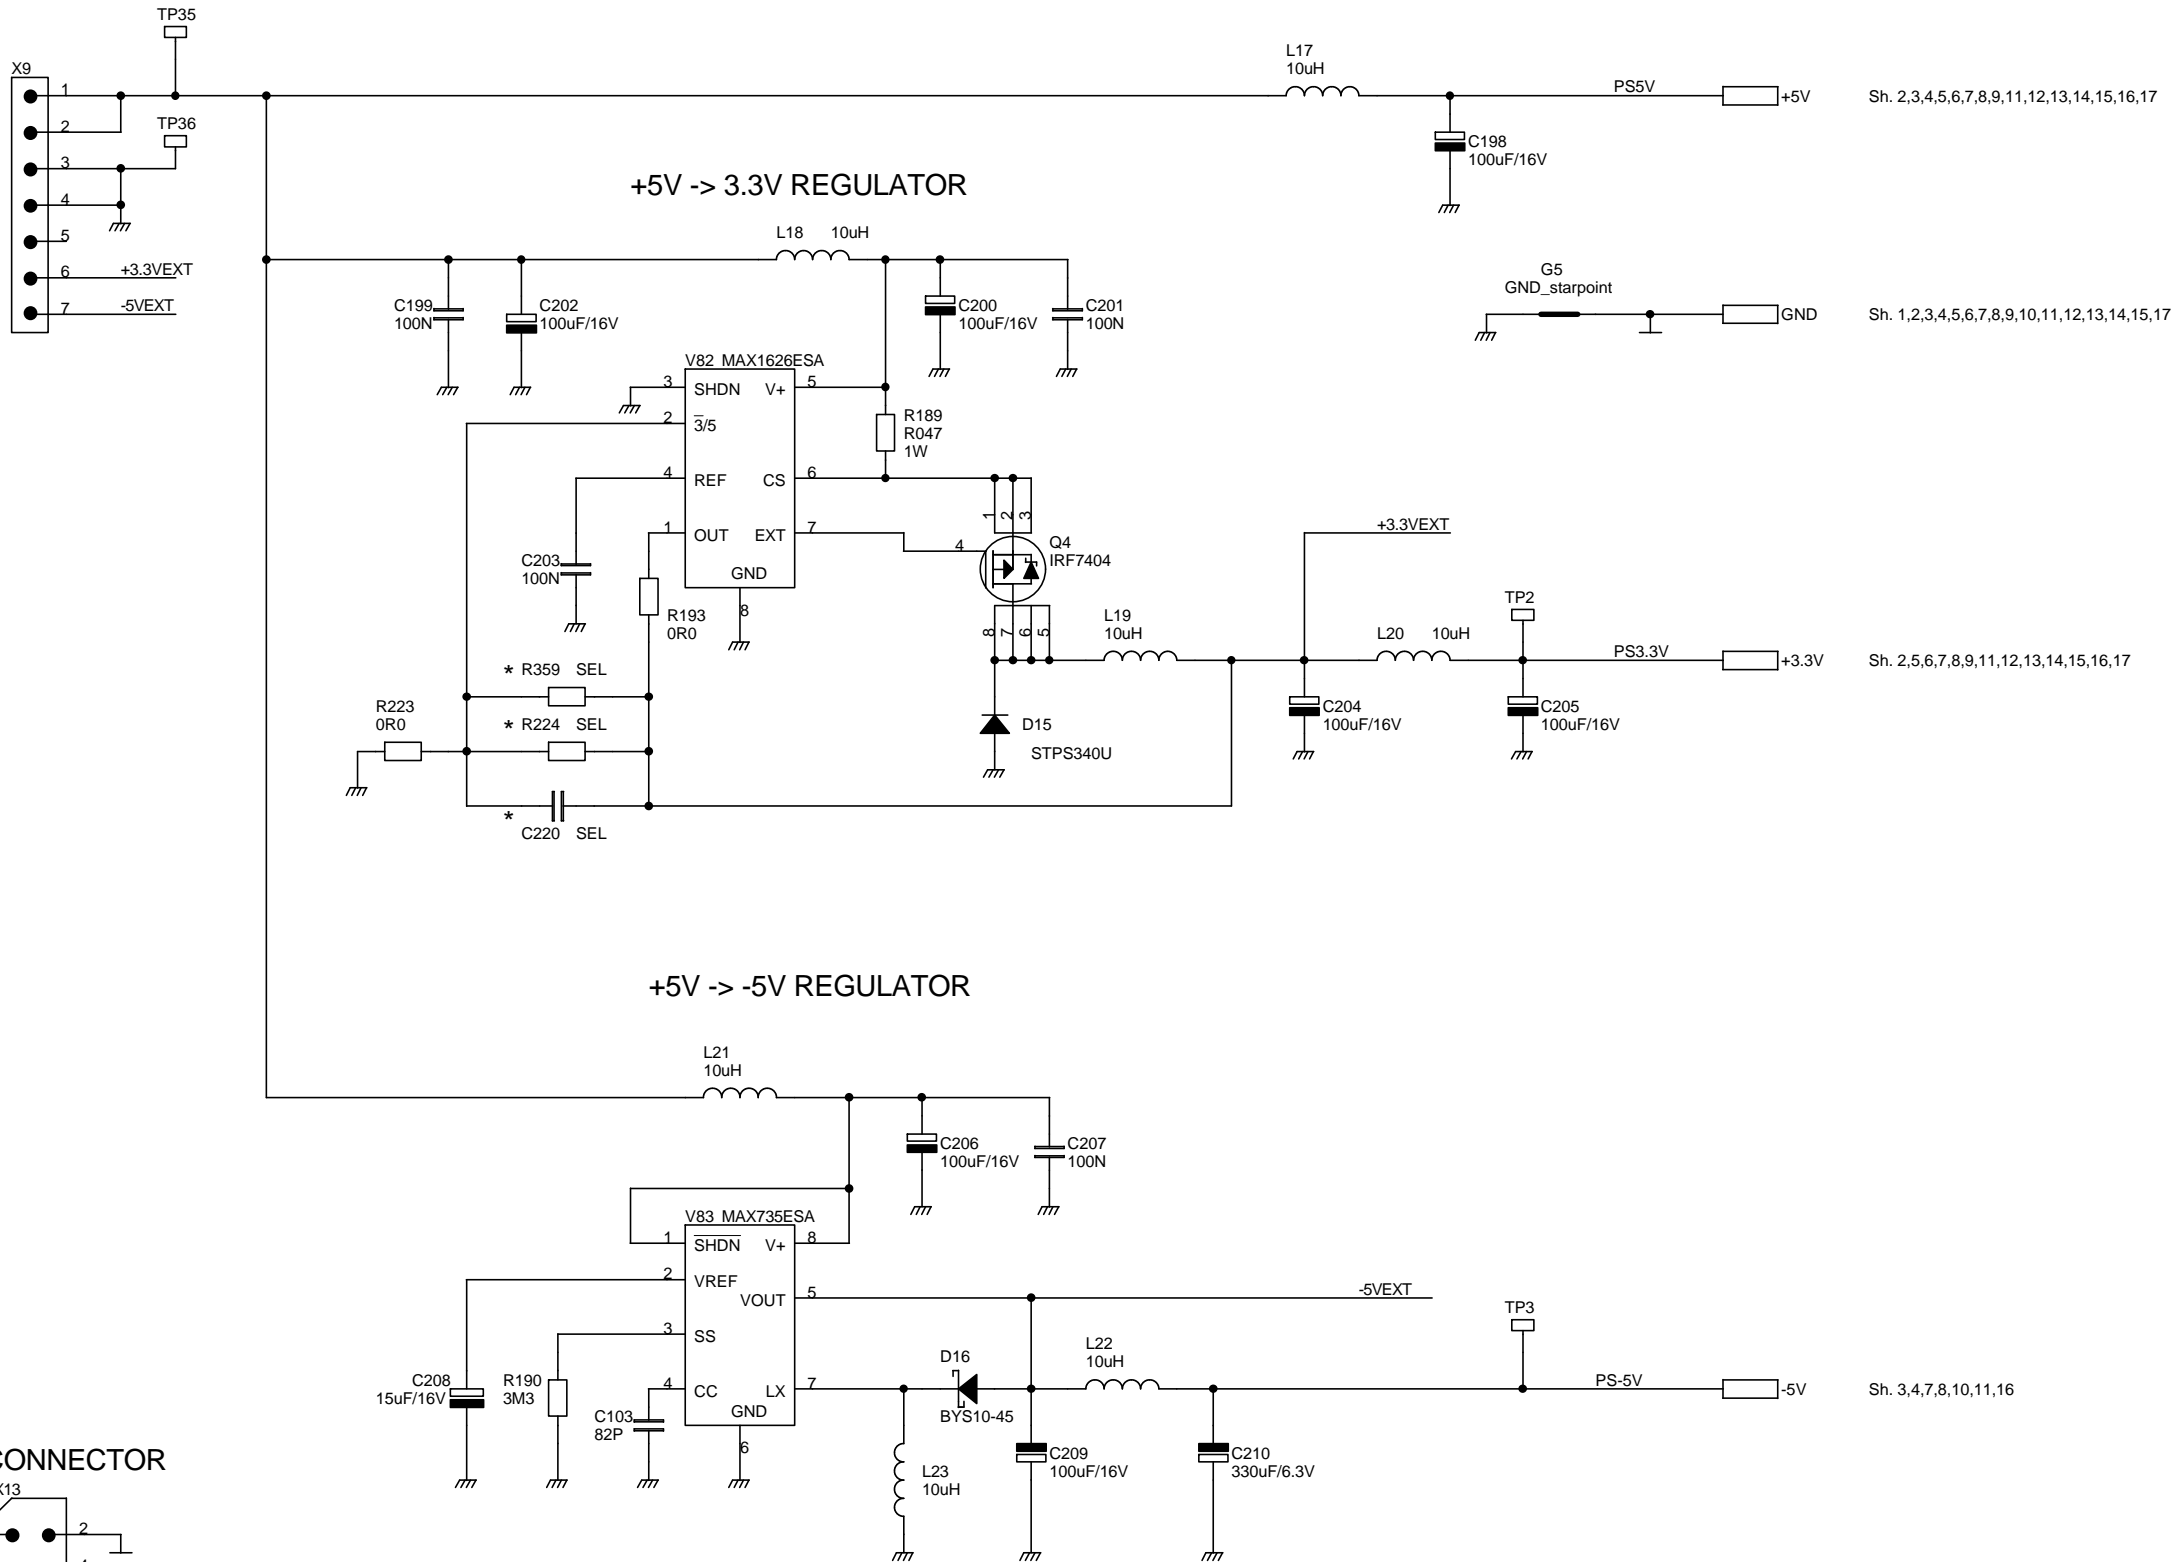 TP35
X9
1
2
3
4
5
6 +3.3VEXT
7 -5VEXT
TP36
L17
10uH
PS5V
+5V
Sh. 2,3,4,5,6,7,8,9,11,12,13,14,15,16,17
C198
100uF/16V
+5V -> 3.3V REGULATOR
L18 10uH
C199
100N
C202
100uF/16V
C200
100uF/16V
C201
100N
G5
GND_starpoint
GND
Sh. 1,2,3,4,5,6,7,8,9,10,11,12,13,14,15,17
V82 MAX1626ESA
3 SHDN V+ 5
2 3/5
4 REF CS 6
1 OUT EXT 7
GND
8
R189
R047
1W
1 2 3
4
Q4
IRF7404
8 7 6 5
C203
100N
R193
0R0
* R359 SEL
R223
0R0
* R224 SEL
* C220 SEL
D15
STPS340U
L19
10uH
+3.3VEXT
L20 10uH
TP2
PS3.3V
+3.3V
Sh. 2,5,6,7,8,9,11,12,13,14,15,16,17
C204
100uF/16V
C205
100uF/16V
+5V -> -5V REGULATOR
L21
10uH
C206
100uF/16V
C207
100N
V83 MAX735ESA
1 SHDN V+ 8
2 VREF
VOUT 5
3 SS
4 CC LX 7
GND
6
-5VEXT
TP3
C208
15uF/16V
R190
3M3
C103
82P
D16
BYS10-45
L22
10uH
PS-5V
-5V
Sh. 3,4,7,8,10,11,16
L23
10uH
C209
100uF/16V
C210
330uF/6.3V
CONNECTOR
X13
2